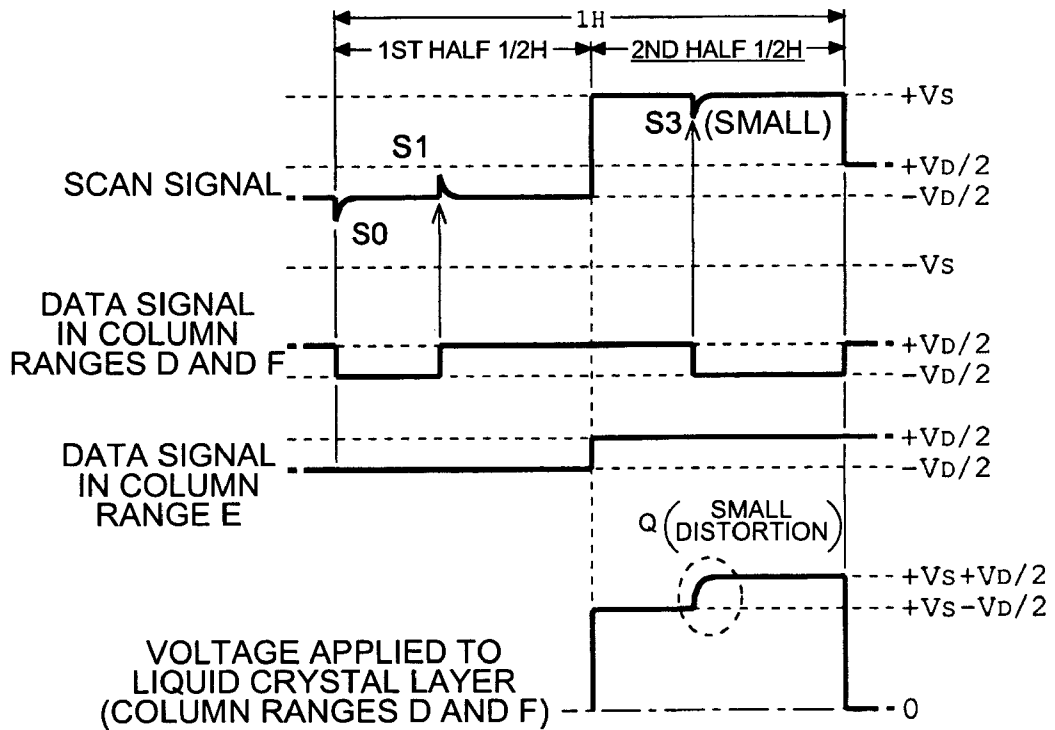 1H
1ST HALF 1/2H
2ND HALF 1/2H
+VS
S3 (SMALL)
S1
+VD/2
SCAN SIGNAL
-VD/2
S0
-VS
DATA SIGNAL
IN COLUMN
RANGES D AND F
+VD/2
-VD/2
DATA SIGNAL
IN COLUMN
RANGE E
+VD/2
-VD/2
Q (SMALL
DISTORTION)
+VS+VD/2
+VS-VD/2
VOLTAGE APPLIED TO
LIQUID CRYSTAL LAYER
(COLUMN RANGES D AND F)
0